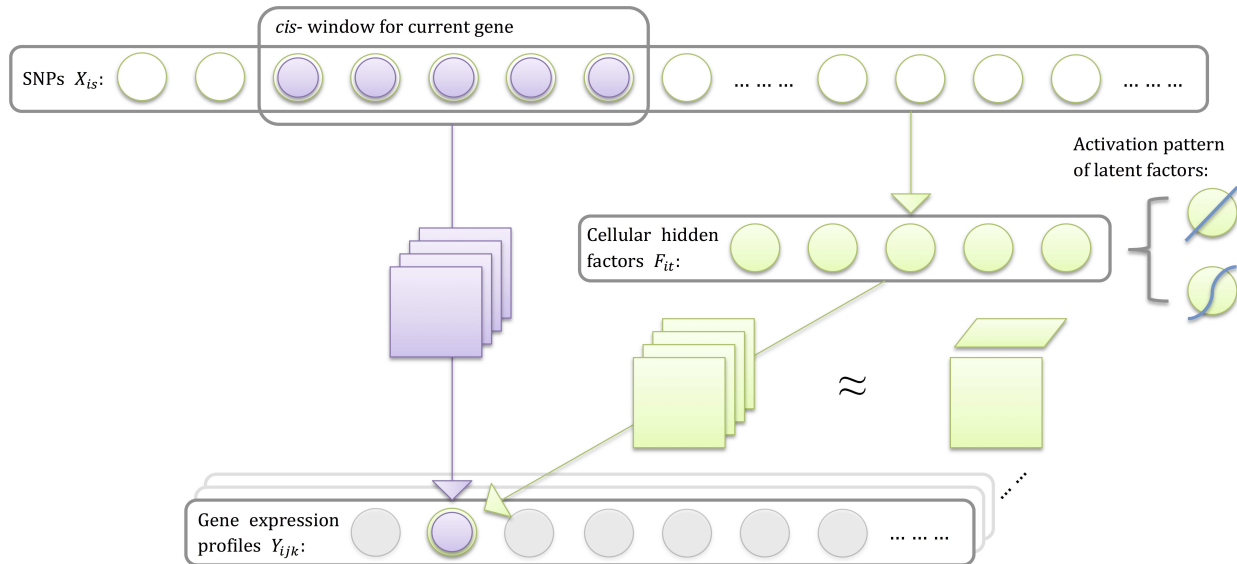 cis- window for current gene
SNPs X_is:
... ... ...
... ... ...
Activation pattern
of latent factors:
Cellular hidden
factors F_it:
≈
Gene expression
profiles Y_ijk:
... ... ...
... ...